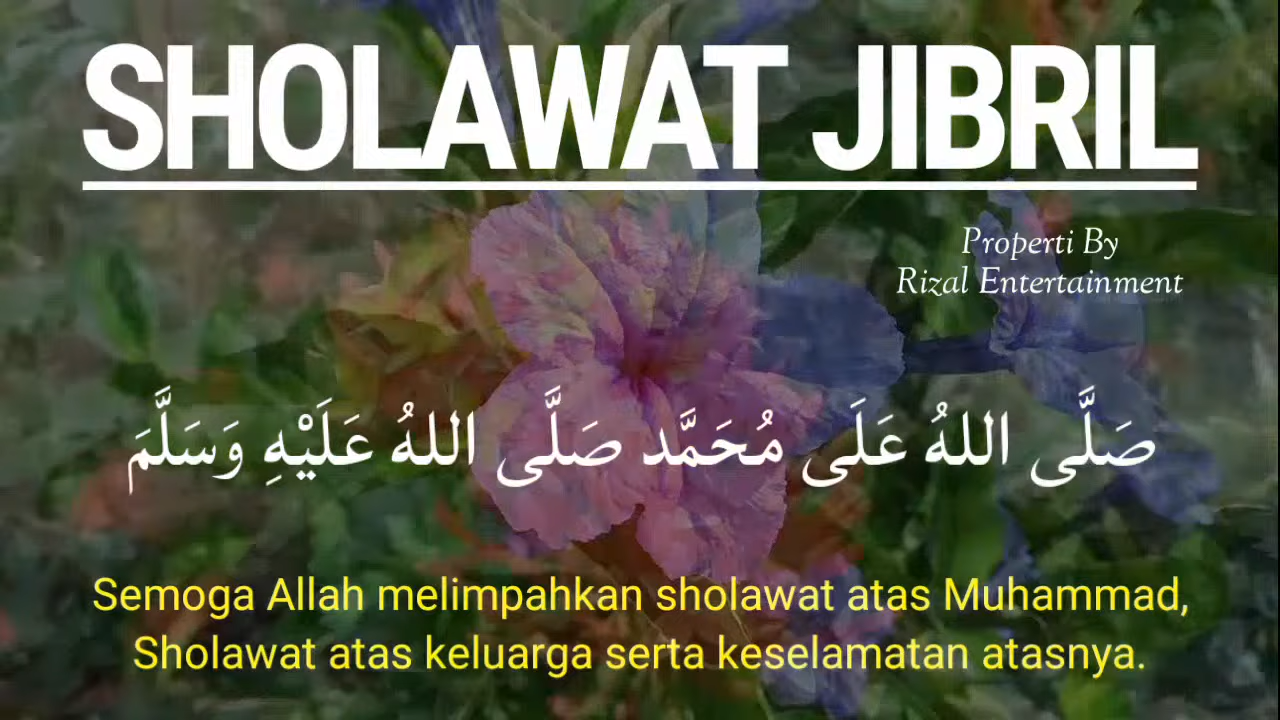 SHOLAWAT JIBRIL
Properti By
Rizal Entertainment
صَلَّى اللهُ عَلَى مُحَمَّد صَلَّى اللهُ عَلَيْهِ وَسَلَّمَ
Semoga Allah melimpahkan sholawat atas Muhammad,
Sholawat atas keluarga serta keselamatan atasnya.